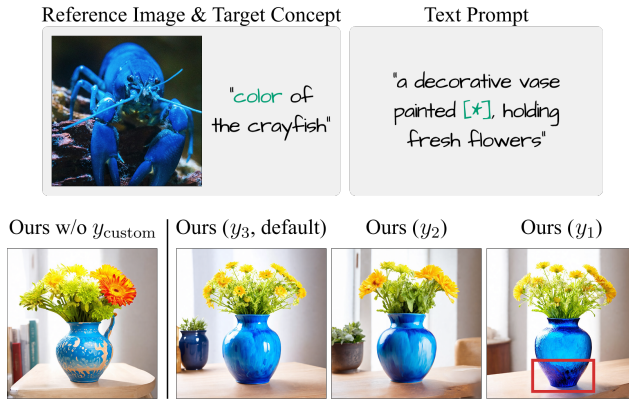 Reference Image & Target Concept
Text Prompt
"color of
the crayfish"
"a decorative vase
painted [*], holding
fresh flowers"
Ours w/o y_custom
Ours (y_3, default)
Ours (y_2)
Ours (y_1)